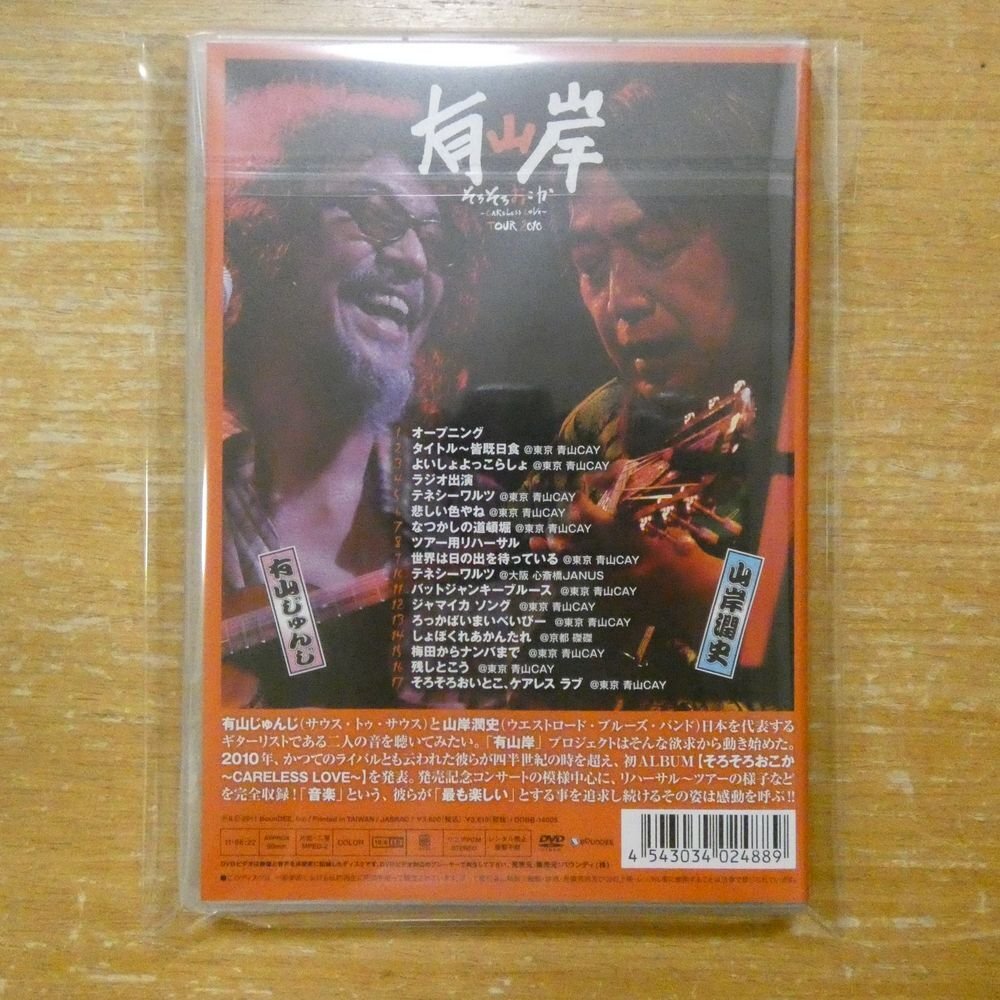 有山岸
そろそろおこか
~CARELESS LOVE~
TOUR 2010
1 オープニング
2 タイトル~皆既日食 @東京 青山CAY
3 よいしょよっこらしょ @東京 青山CAY
4 ラジオ出演
5 テネシーワルツ @東京 青山CAY
6 悲しい色やね @東京 青山CAY
7 なつかしの道頓堀 @東京 青山CAY
8 ツアー用リハーサル
9 世界は日の出を待っている @東京 青山CAY
10 テネシーワルツ @大阪 心斎橋JANUS
11 バットジャンキーブルース @東京 青山CAY
12 ジャマイカ ソング @東京 青山CAY
13 ろっかばいまいべいびー @東京 青山CAY
14 しょぼくれあかんたれ @京都 磔磔
15 梅田からナンバまで @東京 青山CAY
16 残しとこう @東京 青山CAY
17 そろそろおいとこ、ケアレス ラブ @東京 青山CAY
有山じゅんじ
山岸潤史
有山じゅんじ(サウス・トゥ・サウス)と山岸潤史(ウエストロード・ブルーズ・バンド)日本を代表する
ギターリストである二人の音を聴いてみたい。「有山岸」プロジェクトはそんな欲求から動き始めた。
2010年、かつてのライバルとも云われた彼らが四半世紀の時を超え、初ALBUM【そろそろおこか
~CARELESS LOVE~】を発表。発売記念コンサートの模様中心に、リハーサル~ツアーの様子など
を完全収録!「音楽」という、彼らが「最も楽しい」とする事を追求し続けるその姿は感動を呼ぶ!!
COLOR
MPEG-2
STEREO
DVD
4 543034 024889